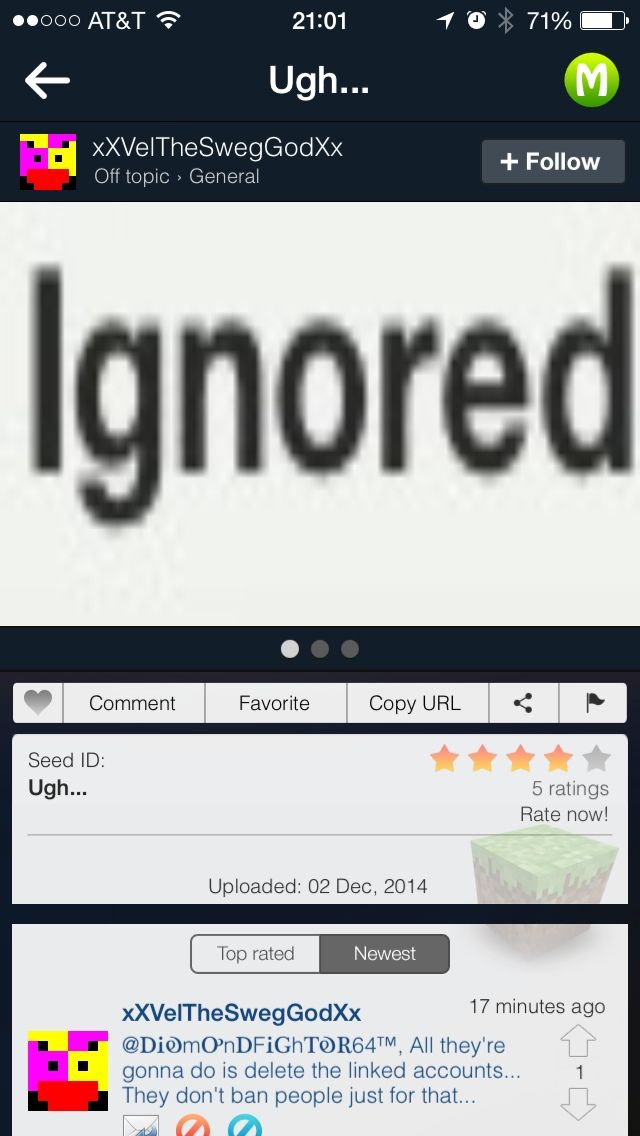 AT&T 21:01 71%
Ugh...
M
xXVelTheSwegGodXx
Off topic › General
+ Follow
Ignored
Comment Favorite Copy URL
Seed ID:
Ugh...
5 ratings
Rate now!
Uploaded: 02 Dec, 2014
Top rated Newest
xXVelTheSwegGodXx 17 minutes ago
@𝐃𝐢𝐎mO𝐧𝐃F𝐢𝐆h𝐓𝐎𝐑64™, All they're
gonna do is delete the linked accounts...
They don't ban people just for that...
1